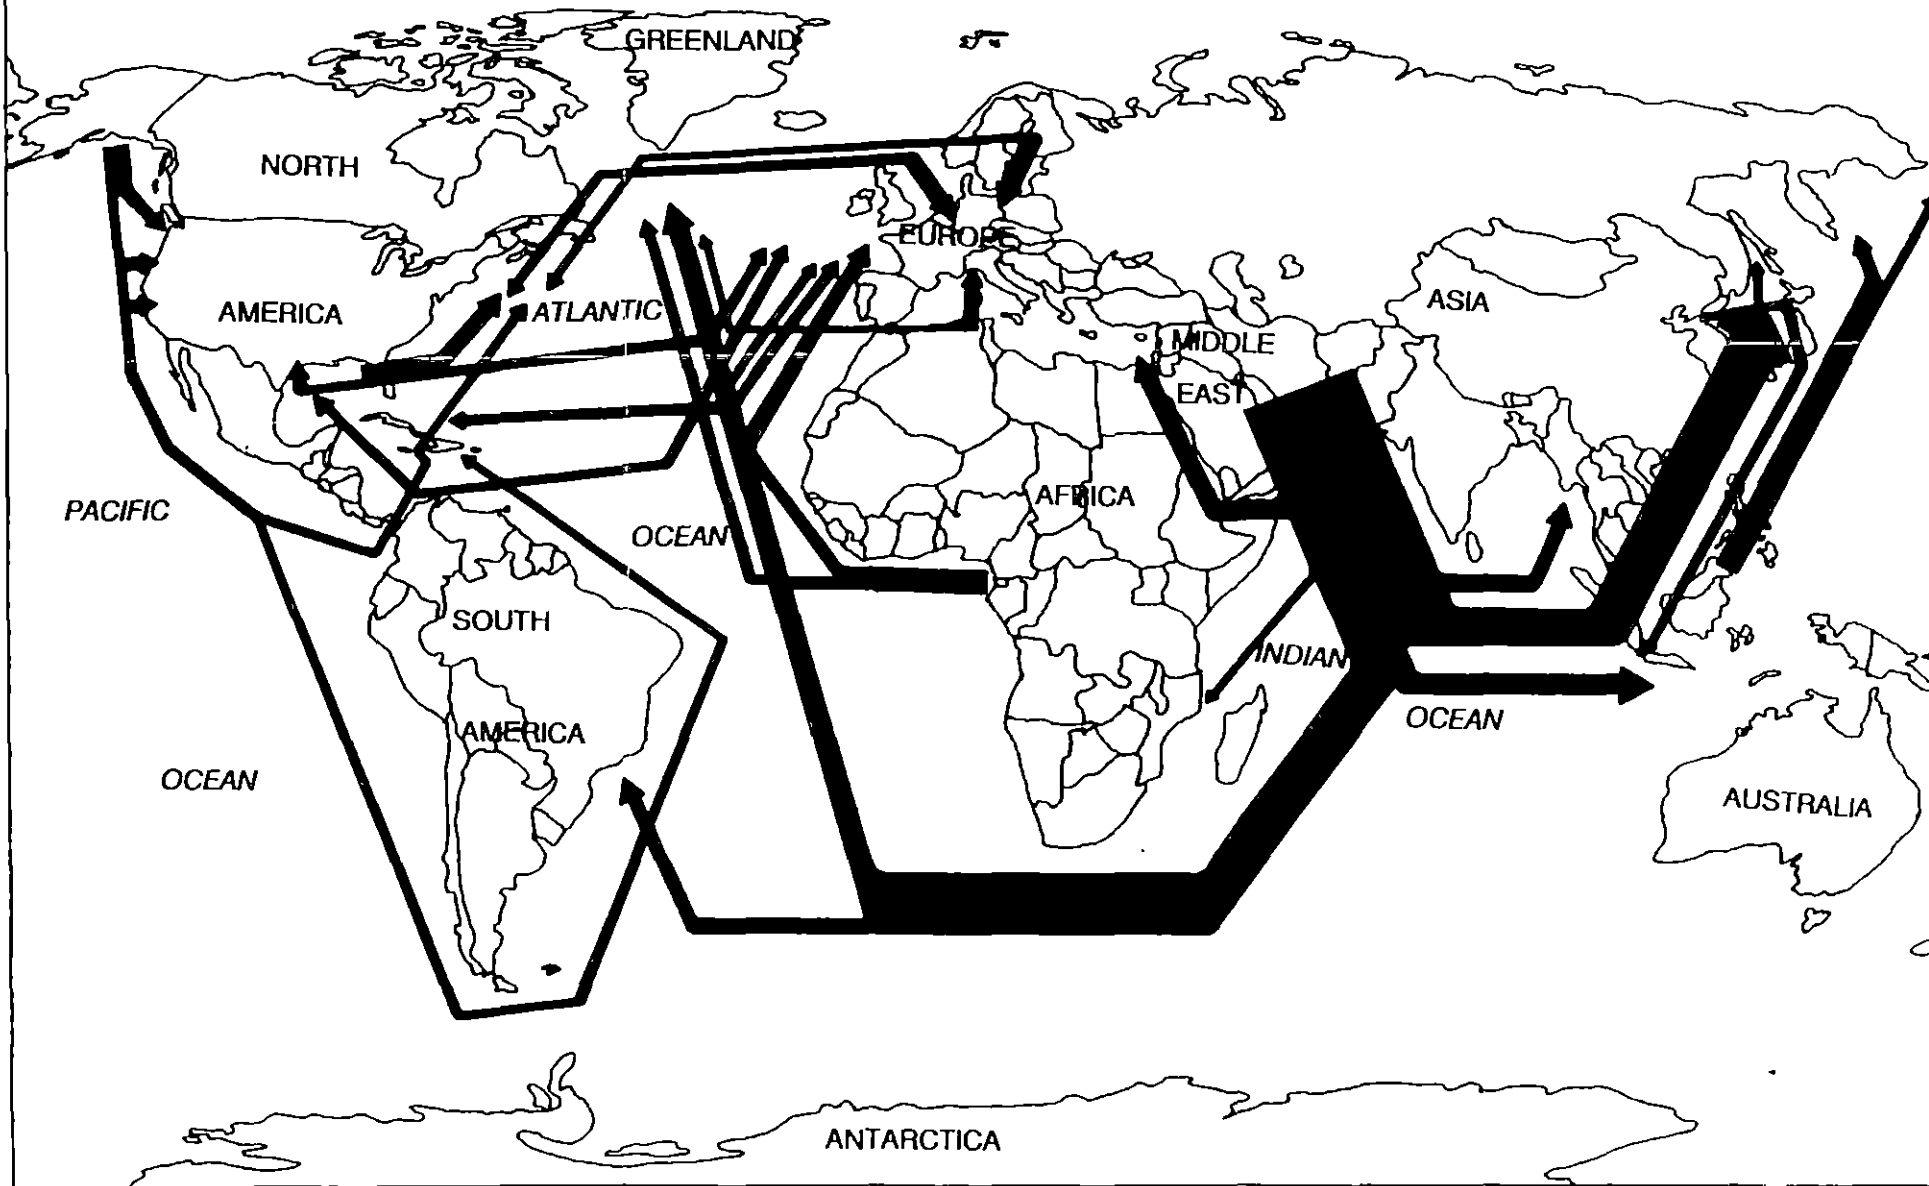 GREENLAND
NORTH
EUROPE
AMERICA
ATLANTIC
ASIA
MIDDLE
EAST
PACIFIC
AFRICA
OCEAN
SOUTH
INDIAN
AMERICA
OCEAN
OCEAN
AUSTRALIA
ANTARCTICA